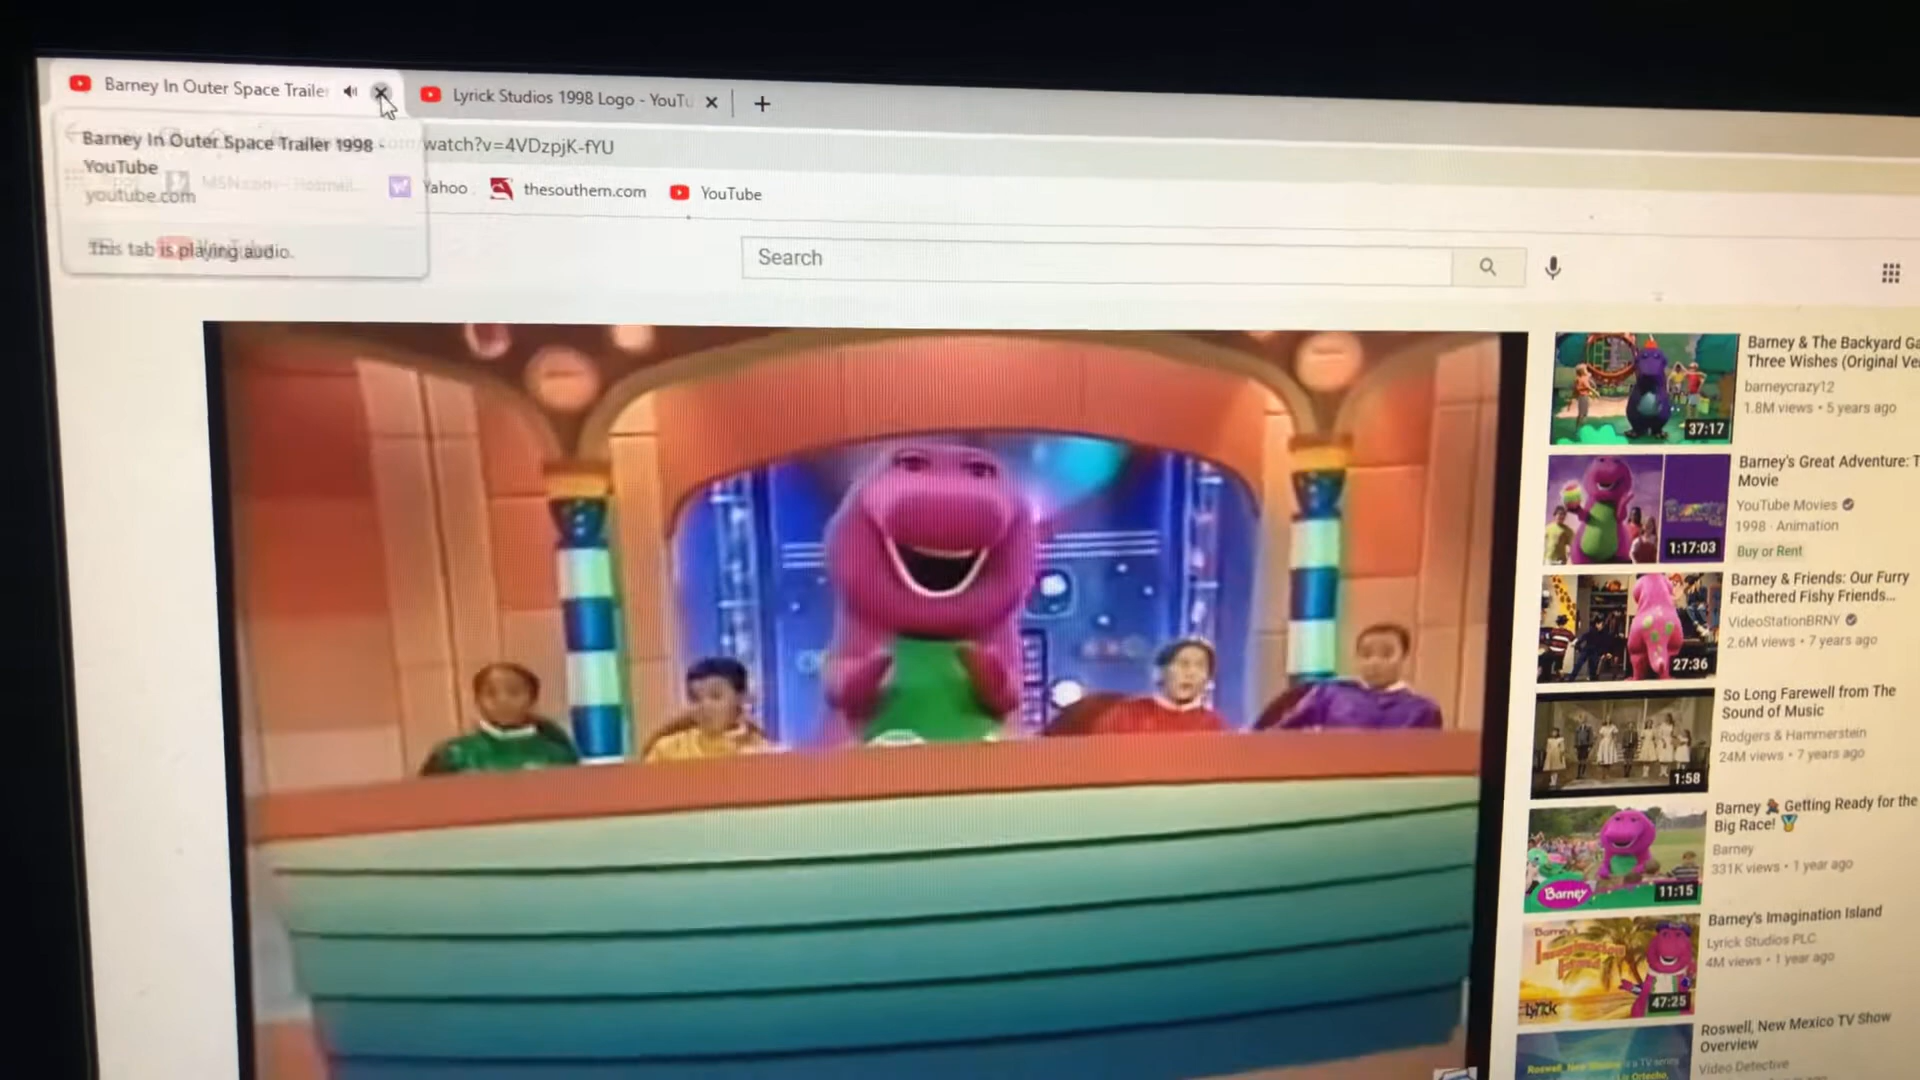 Barney In Outer Space Trailer
Lyrick Studios 1998 Logo - YouTu
Barney In Outer Space Trailer 1998 -
YouTube
youtube.com
This tab is playing audio.
watch?v=4VDzpjK-fYU
Yahoo
thesouthern.com
YouTube
Search
Barney & The Backyard Ga
Three Wishes (Original Ve
barneycrazy12
1.8M views • 5 years ago
37:17
Barney's Great Adventure: T
Movie
YouTube Movies
1998 · Animation
Buy or Rent
1:17:03
Barney & Friends: Our Furry
Feathered Fishy Friends...
VideoStationBRNY
2.6M views • 7 years ago
27:36
So Long Farewell from The
Sound of Music
Rodgers & Hammerstein
24M views • 7 years ago
1:58
Barney Getting Ready for the
Big Race!
Barney
331K views • 1 year ago
Barney
11:15
Barney's Imagination Island
Lyrick Studios PLC
4M views • 1 year ago
Barney's
Imagination
Island
Lyrick
47:25
Roswell, New Mexico TV Show
Overview
Video Detective